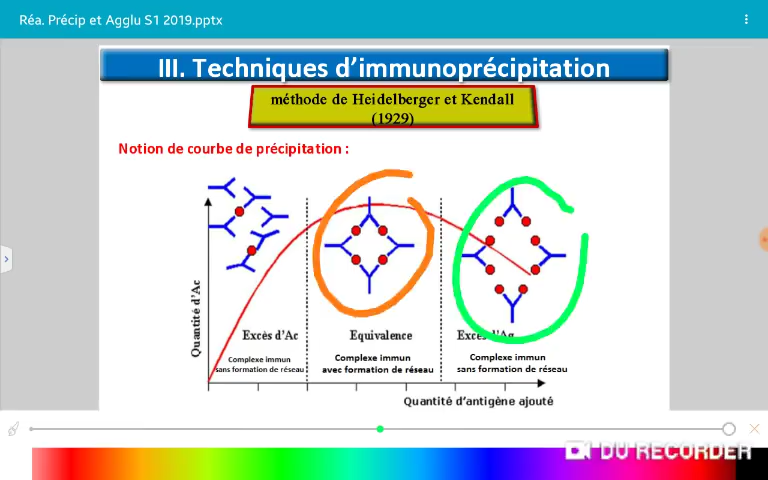 Réa. Précip et Agglu S1 2019.pptx
III. Techniques d'immunoprécipitation
méthode de Heidelberger et Kendall
(1929)
Notion de courbe de précipitation :
Quantité d'Ac
Excès d'Ac
Equivalence
Excès d'Ag
Complexe immun
sans formation de réseau
Complexe immun
avec formation de réseau
Complexe immun
sans formation de réseau
Quantité d'antigène ajouté
DU RECORDER